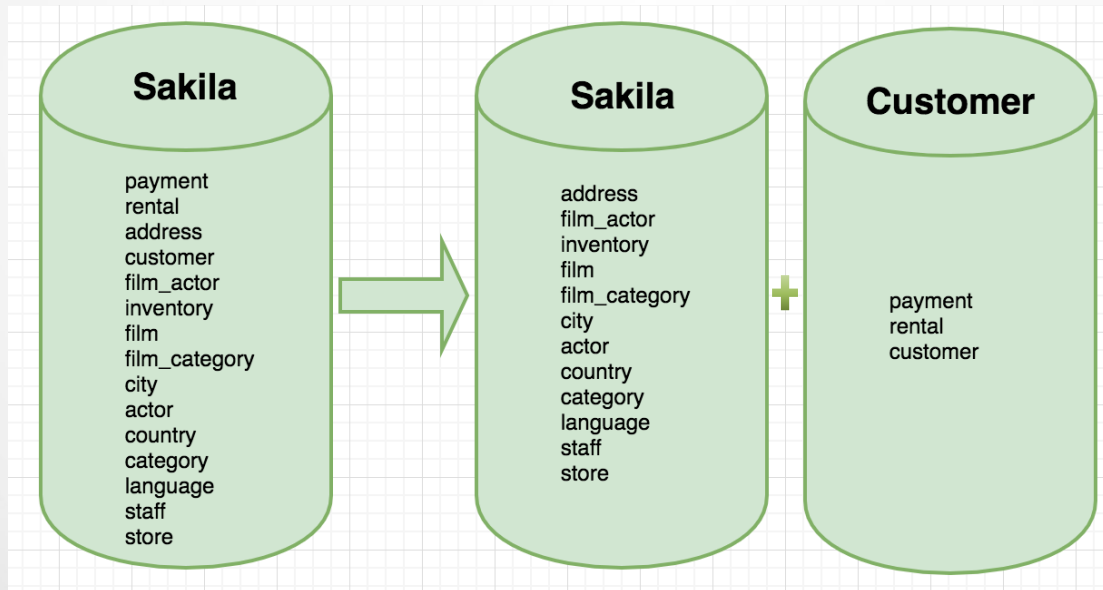 Sakila
payment
rental
address
customer
film_actor
inventory
film
film_category
city
actor
country
category
language
staff
store
Sakila
address
film_actor
inventory
film
film_category
city
actor
country
category
language
staff
store
Customer
payment
rental
customer